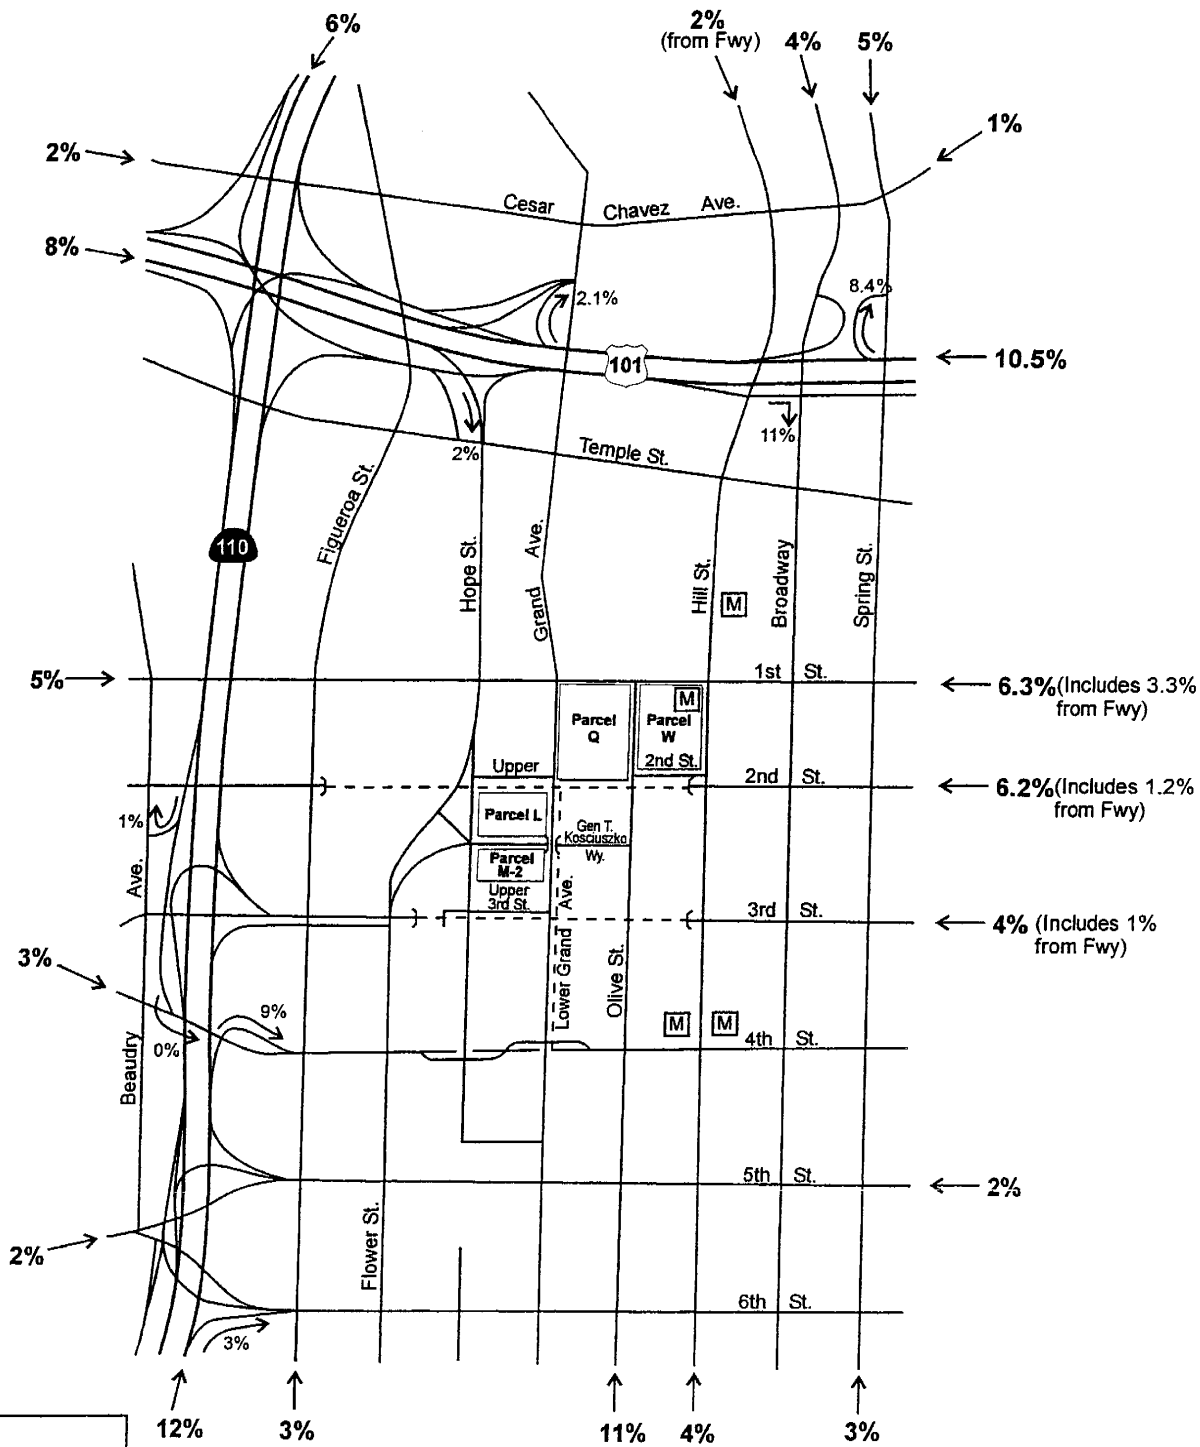 6%
2%
(from Fwy)
4%
5%
1%
2%
Cesar Chavez Ave.
8%
2.1%
8.4%
101
10.5%
11%
2%
Temple St.
Figueroa St.
110
Hope St.
Grand Ave.
Hill St.
M
Broadway
Spring St.
5%
1st St.
6.3% (Includes 3.3%
from Fwy)
Parcel
Q
M
Parcel
W
2nd St.
Upper
2nd St.
6.2% (Includes 1.2%
from Fwy)
1%
Parcel L
Gen T.
Kosciuszko
Wy.
Parcel
M-2
Upper
3rd St.
3rd St.
4% (Includes 1%
from Fwy)
Beaudry Ave.
Lower Grand Ave.
Olive St.
3%
9%
0%
M
M
4th St.
5th St.
2%
2%
Flower St.
6th St.
3%
12%
3%
11%
4%
3%